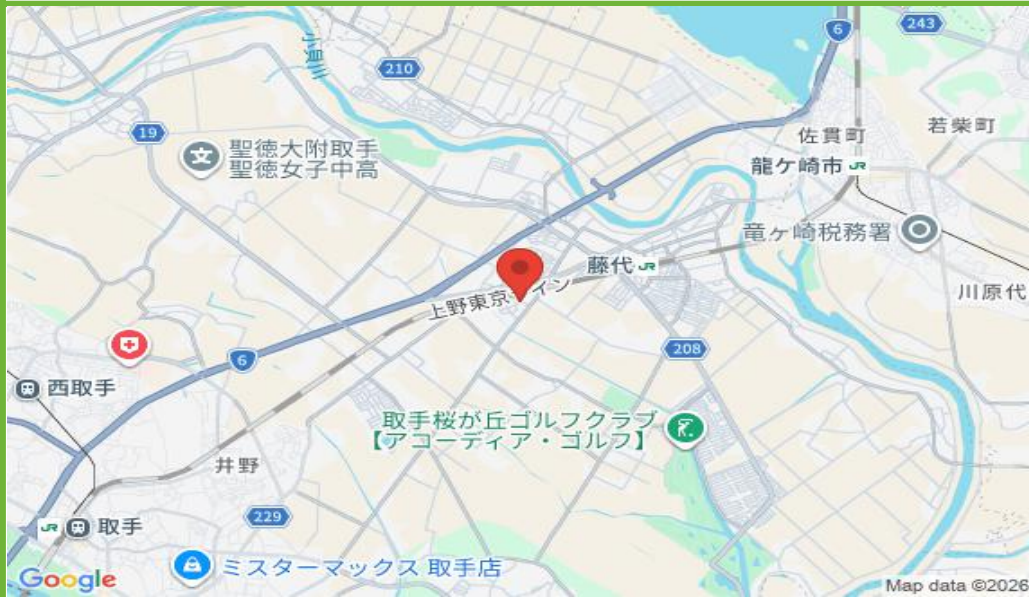 243
6
小貝川
210
佐貫町
若柴町
19
龍ケ崎市 JR
聖徳大附取手
聖徳女子中高
竜ヶ崎税務署
藤代 JR
川原代
上野東京ライン
208
6
西取手
取手桜が丘ゴルフクラブ
【アコーディア・ゴルフ】
井野
229
JR 取手
ミスターマックス 取手店
Google
Map data ©2026